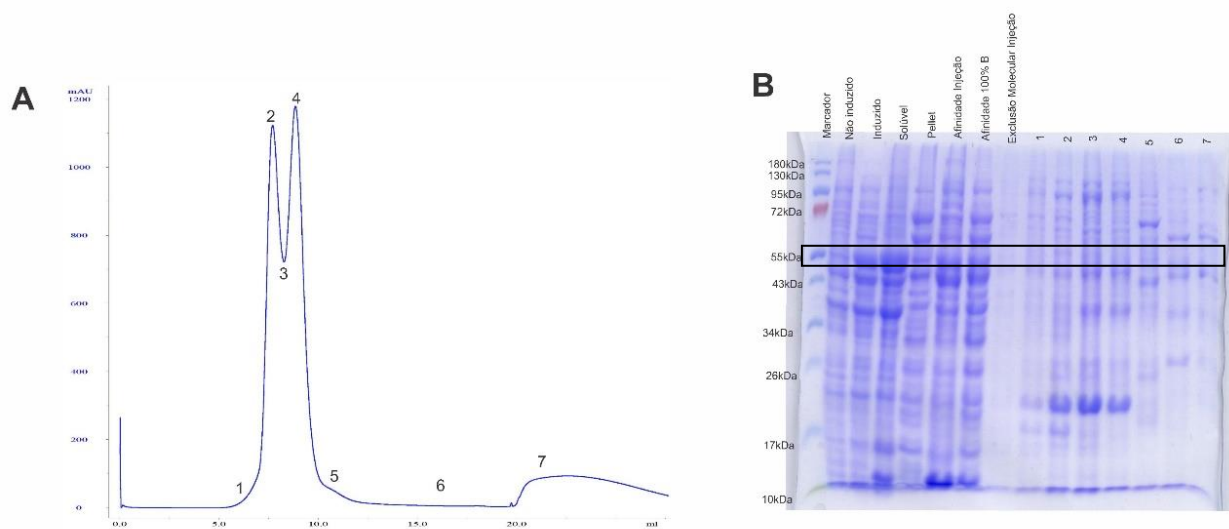 A
mAU
1200
1000
800
600
400
200
0
0.0
5.0
10.0
15.0
20.0
ml
1
2
3
4
5
6
7
B
Marcador
Não induzido
Induzido
Solúvel
Pellet
Afinidade Injeção
Afinidade 100% B
Exclusão Molecular Injeção
1
2
3
4
5
6
7
180kDa
130kDa
95kDa
72kDa
55kDa
43kDa
34kDa
26kDa
17kDa
10kDa